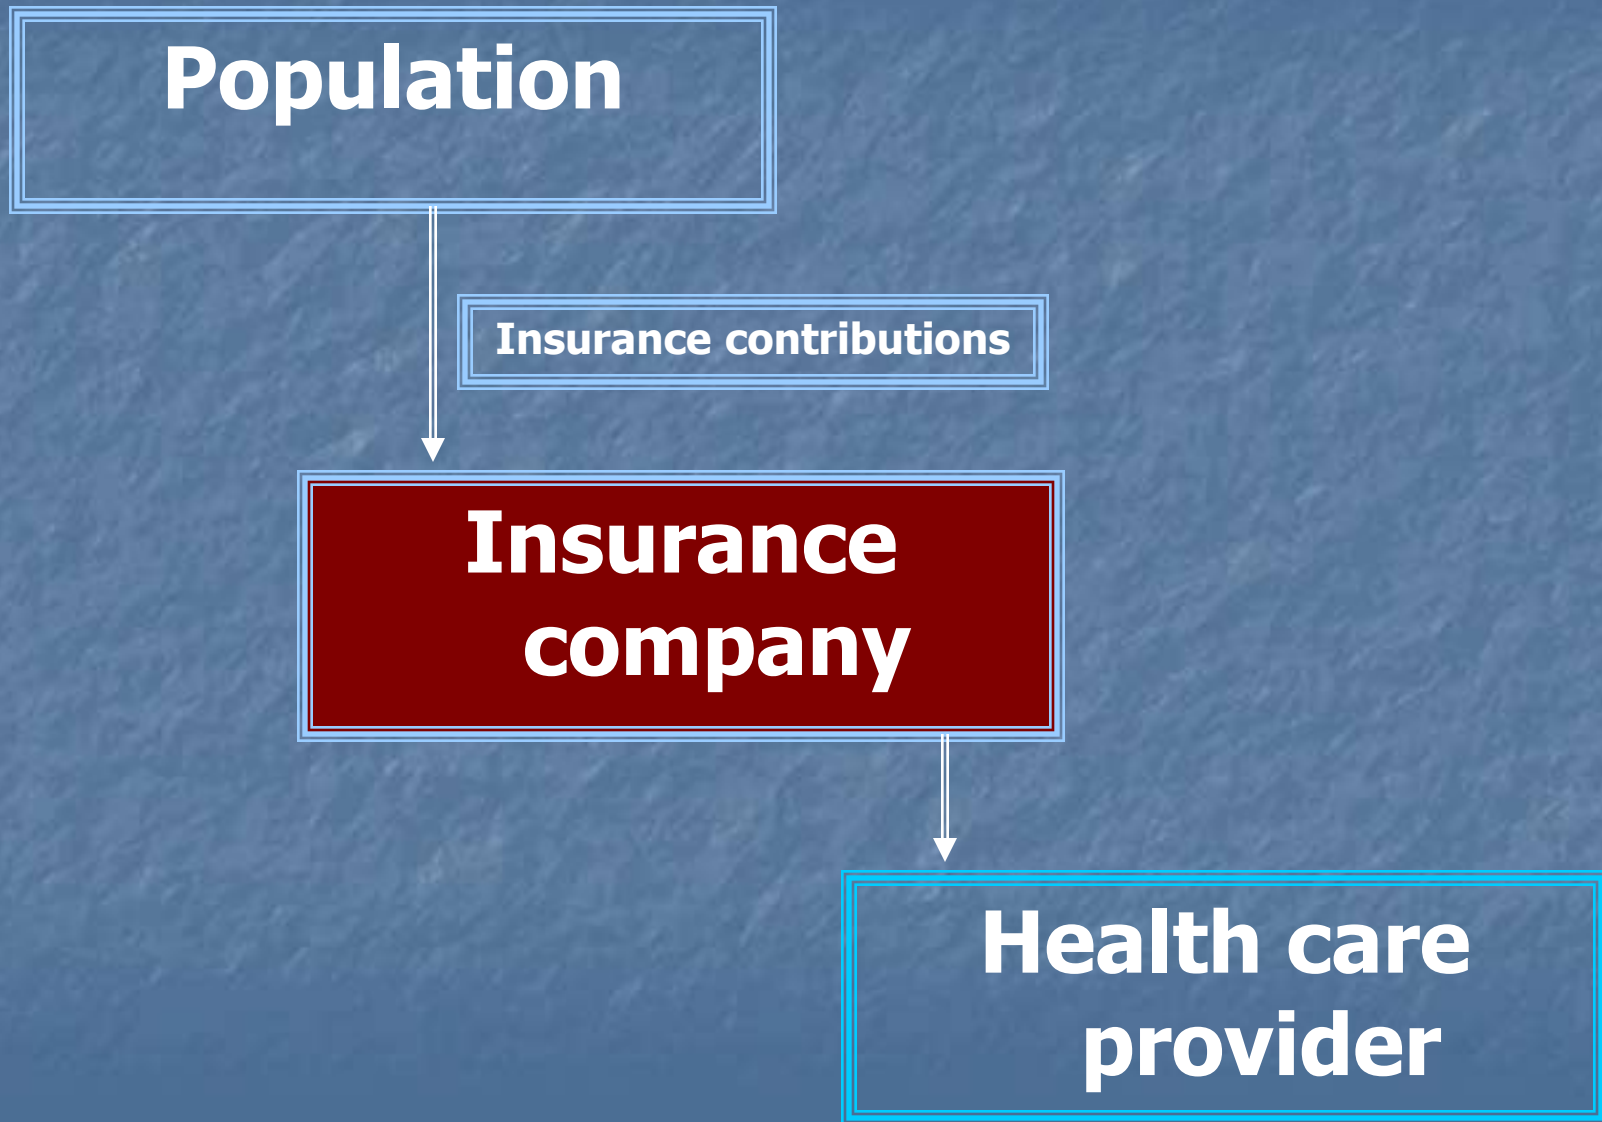 Population
Insurance contributions
Insurance
company
Health care
provider